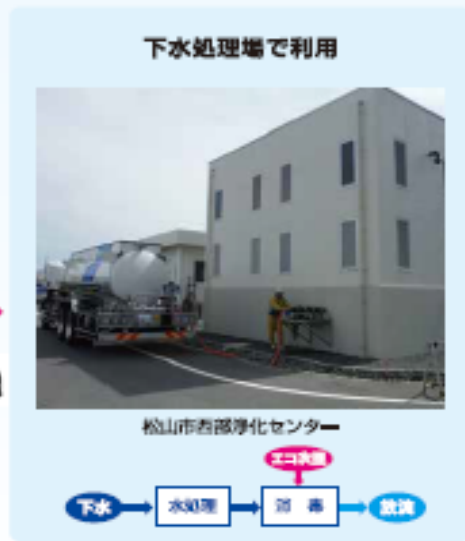 下水処理場で利用
松山市西部浄化センター
エコ次亜
下水
水処理
消毒
放流